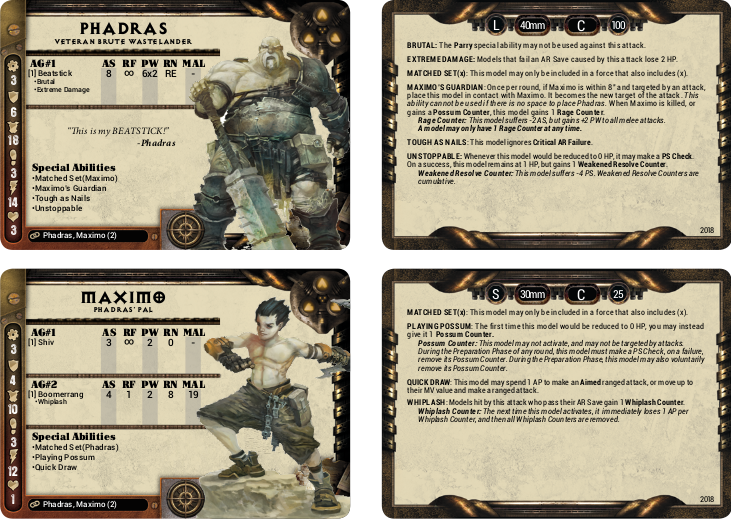 PHADRAS
VETERAN BRUTE WASTELANDER
AG#1 AS RF PW RN MAL
[1] Beatstick 8 ∞ 6x2 RE -
•Brutal
•Extreme Damage
"This is my BEATSTICK!"
- Phadras
Special Abilities
•Matched Set(Maximo)
•Maximo's Guardian
•Tough as Nails
•Unstoppable
3
6
18
3
14
3
Phadras, Maximo (2)
L 40mm C 100
BRUTAL: The Parry special ability may not be used against this attack.
EXTREME DAMAGE: Models that fail an AR Save caused by this attack lose 2 HP.
MATCHED SET(x): This model may only be included in a force that also includes (x).
MAXIMO'S GUARDIAN: Once per round, if Maximo is within 8" and targeted by an attack,
place this model in contact with Maximo. It becomes the new target of the attack. This
ability cannot be used if there is no space to place Phadras. When Maximo is killed, or
gains a Possum Counter, this model gains 1 Rage Counter.
Rage Counter: This model suffers -2 AS, but gains +2 PW to all melee attacks.
A model may only have 1 Rage Counter at any time.
TOUGH AS NAILS: This model ignores Critical AR Failure.
UNSTOPPABLE: Whenever this model would be reduced to 0 HP, it may make a PS Check.
On a success, this model remains at 1 HP, but gains 1 Weakened Resolve Counter.
Weakened Resolve Counter: This model suffers -4 PS. Weakened Resolve Counters are
cumulative.
2018
MAXIMO
PHADRAS' PAL
AG#1 AS RF PW RN MAL
[1] Shiv 3 ∞ 2 0 -
AG#2 AS RF PW RN MAL
[1] Boomerrang 4 1 2 8 19
•Whiplash
Special Abilities
•Matched Set(Phadras)
•Playing Possum
•Quick Draw
3
4
10
3
12
1
Phadras, Maximo (2)
S 30mm C 25
MATCHED SET(x): This model may only be included in a force that also includes (x).
PLAYING POSSUM: The first time this model would be reduced to 0 HP, you may instead
give it 1 Possum Counter.
Possum Counter: This model may not activate, and may not be targeted by attacks.
During the Preparation Phase of any round, this model must make a PS Check, on a failure,
remove its Possum Counter. During the Preparation Phase, this model may also voluntarily
remove its Possum Counter.
QUICK DRAW: This model may spend 1 AP to make an Aimed ranged attack, or move up to
their MV value and make a ranged attack.
WHIPLASH: Models hit by this attack who pass their AR Save gain 1 Whiplash Counter.
Whiplash Counter: The next time this model activates, it immediately loses 1 AP per
Whiplash Counter, and then all Whiplash Counters are removed.
2018